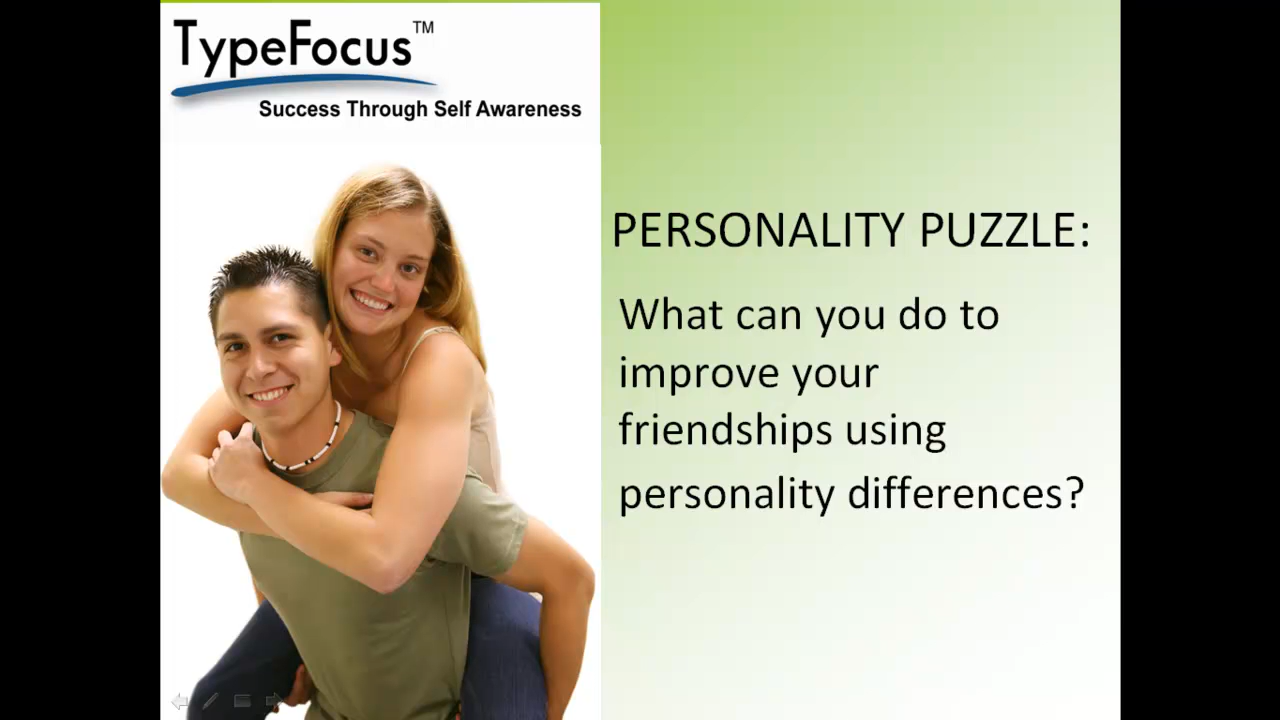 TypeFocus™
Success Through Self Awareness
PERSONALITY PUZZLE:
What can you do to
improve your
friendships using
personality differences?